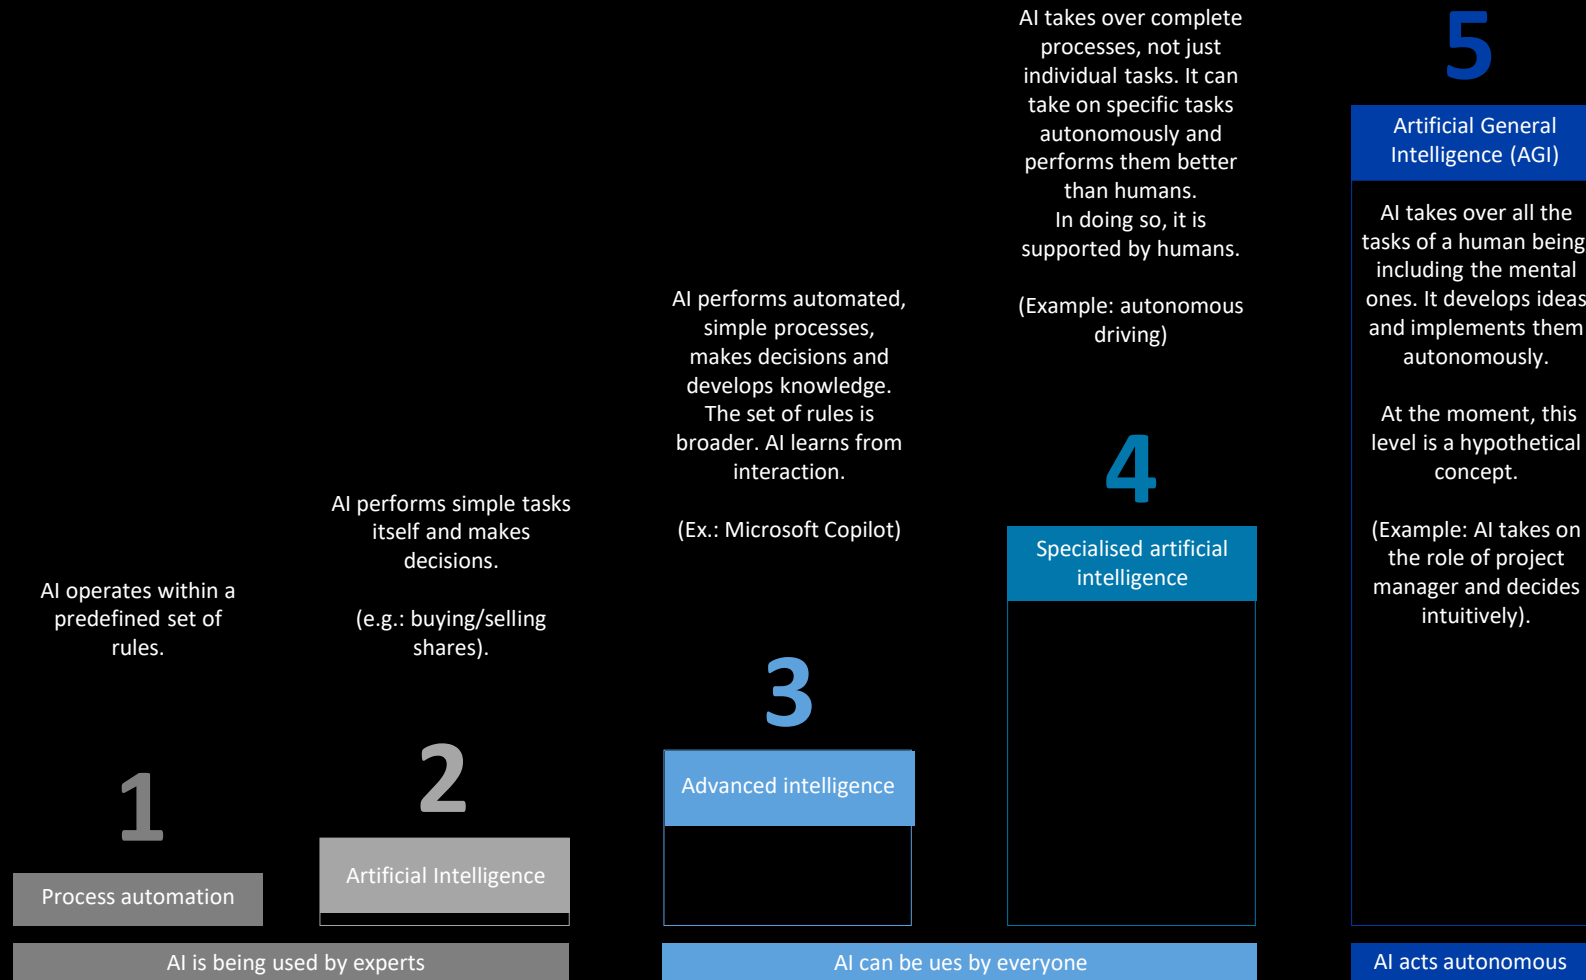 1
AI operates within a
predefined set of
rules.
Process automation
2
AI performs simple tasks
itself and makes
decisions.
(e.g.: buying/selling
shares).
Artificial Intelligence
AI is being used by experts
3
AI performs automated,
simple processes,
makes decisions and
develops knowledge.
The set of rules is
broader. AI learns from
interaction.
(Ex.: Microsoft Copilot)
Advanced intelligence
4
AI takes over complete
processes, not just
individual tasks. It can
take on specific tasks
autonomously and
performs them better
than humans.
In doing so, it is
supported by humans.
(Example: autonomous
driving)
Specialised artificial
intelligence
AI can be ues by everyone
5
Artificial General
Intelligence (AGI)
AI takes over all the
tasks of a human being
including the mental
ones. It develops ideas
and implements them
autonomously.
At the moment, this
level is a hypothetical
concept.
(Example: AI takes on
the role of project
manager and decides
intuitively).
AI acts autonomous